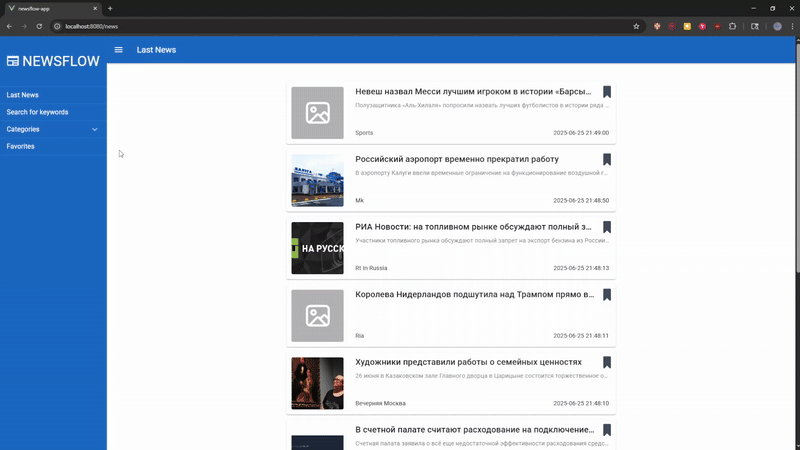 newsflow-app
localhost:8080/news
NEWSFLOW
Last News
Last News
Search for keywords
Categories
Favorites
Невеш назвал Месси лучшим игроком в истории «Барсы...
Полузащитника «Аль-Хиляля» попросили назвать лучших футболистов в истории ряда ...
Sports
2025-06-25 21:49:00
Российский аэропорт временно прекратил работу
В аэропорту Калуги ввели временные ограничение на функционирование воздушной г...
Mk
2025-06-25 21:48:50
КАЛУГА
НА РУССК
РИА Новости: на топливном рынке обсуждают полный з...
Участники топливного рынка обсуждают полный запрет на экспорт бензина из России...
Rt in Russia
2025-06-25 21:48:13
Королева Нидерландов подшутила над Трампом прямо в...
Ria
2025-06-25 21:48:11
Художники представили работы о семейных ценностях
26 июня в Казаковском зале Главного дворца в Царицыне состоится торжественное о...
Вечерняя Москва
2025-06-25 21:48:10
В счетной палате считают расходование на подключение...
Счетная палата заявила о всё еще недостаточной эффективности расходования средс...